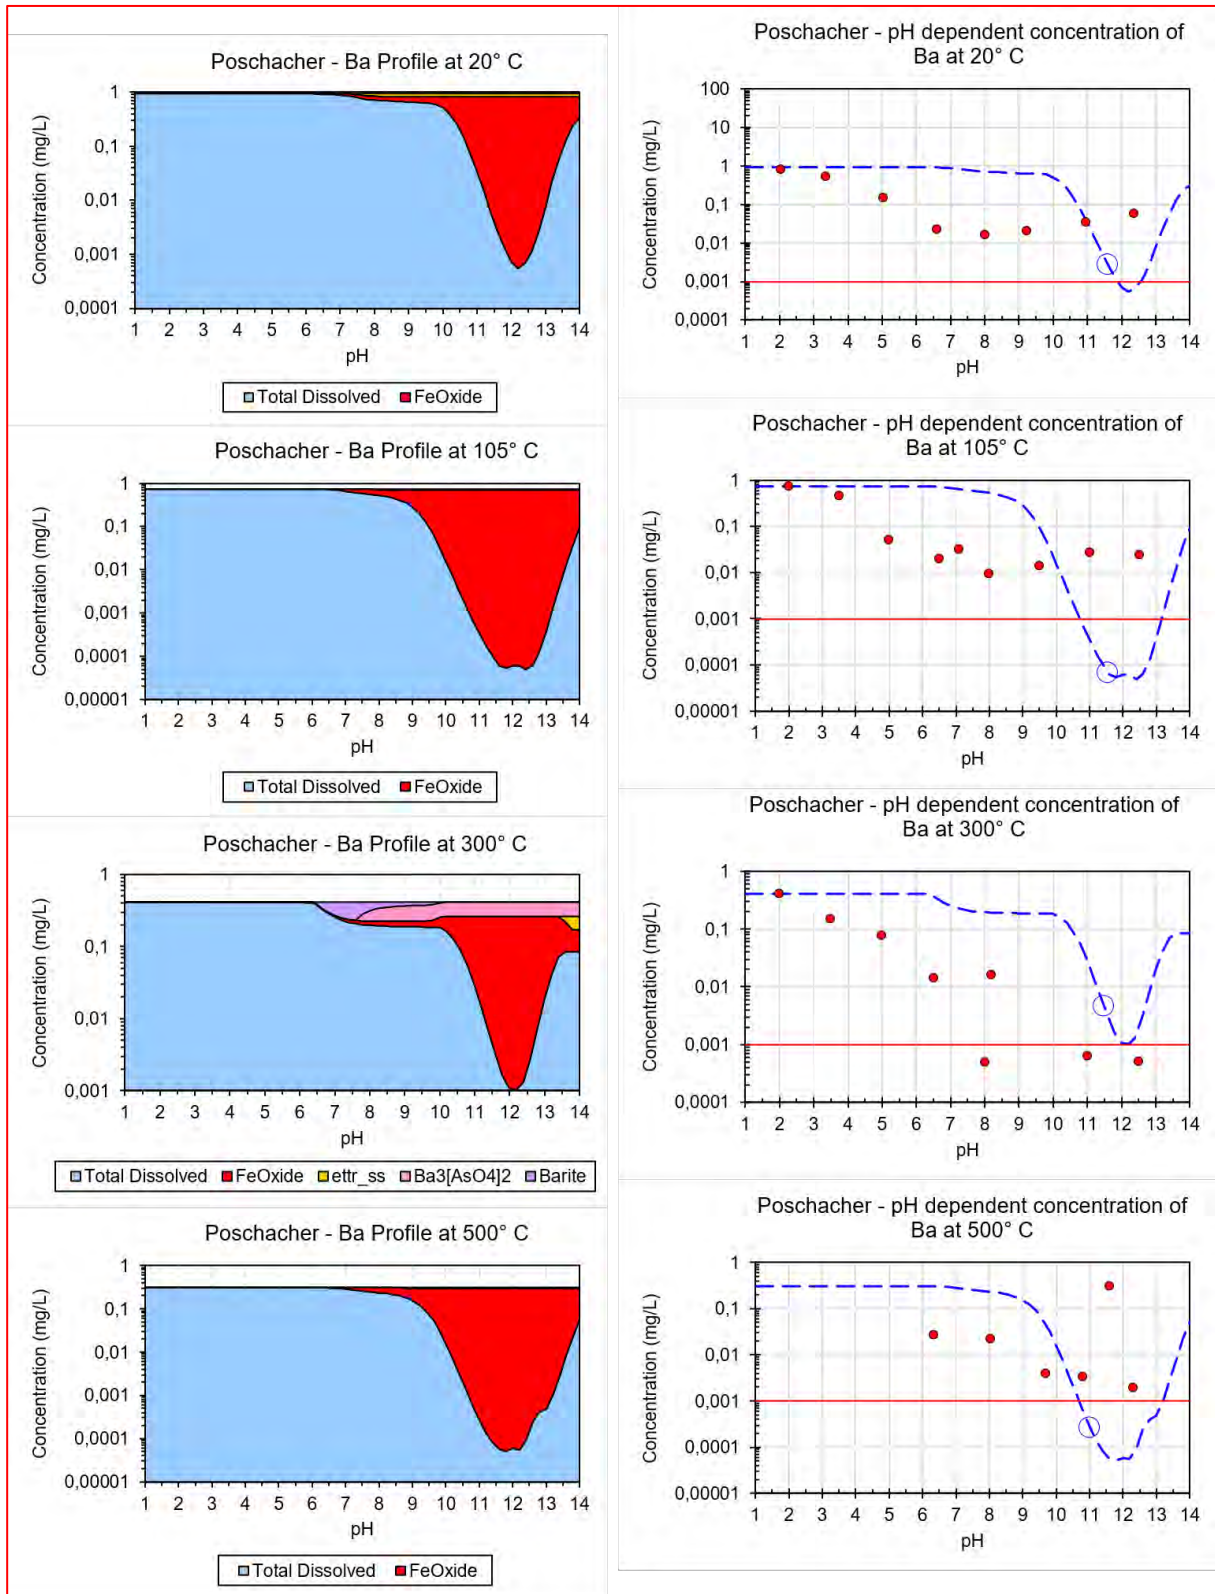 Poschacher - Ba Profile at 20° C
Concentration (mg/L)
1
0,1
0,01
0,001
0,0001
1 2 3 4 5 6 7 8 9 10 11 12 13 14
pH
Total Dissolved FeOxide
Poschacher - pH dependent concentration of
Ba at 20° C
Concentration (mg/L)
100
10
1
0,1
0,01
0,001
0,0001
1 2 3 4 5 6 7 8 9 10 11 12 13 14
pH
Poschacher - Ba Profile at 105° C
Concentration (mg/L)
1
0,1
0,01
0,001
0,0001
0,00001
1 2 3 4 5 6 7 8 9 10 11 12 13 14
pH
Total Dissolved FeOxide
Poschacher - pH dependent concentration of
Ba at 105° C
Concentration (mg/L)
1
0,1
0,01
0,001
0,0001
0,00001
1 2 3 4 5 6 7 8 9 10 11 12 13 14
pH
Poschacher - Ba Profile at 300° C
Concentration (mg/L)
1
0,1
0,01
0,001
1 2 3 4 5 6 7 8 9 10 11 12 13 14
pH
Total Dissolved FeOxide ettr_ss Ba3[AsO4]2 Barite
Poschacher - pH dependent concentration of
Ba at 300° C
Concentration (mg/L)
1
0,1
0,01
0,001
0,0001
1 2 3 4 5 6 7 8 9 10 11 12 13 14
pH
Poschacher - Ba Profile at 500° C
Concentration (mg/L)
1
0,1
0,01
0,001
0,0001
0,00001
1 2 3 4 5 6 7 8 9 10 11 12 13 14
pH
Total Dissolved FeOxide
Poschacher - pH dependent concentration of
Ba at 500° C
Concentration (mg/L)
1
0,1
0,01
0,001
0,0001
0,00001
1 2 3 4 5 6 7 8 9 10 11 12 13 14
pH